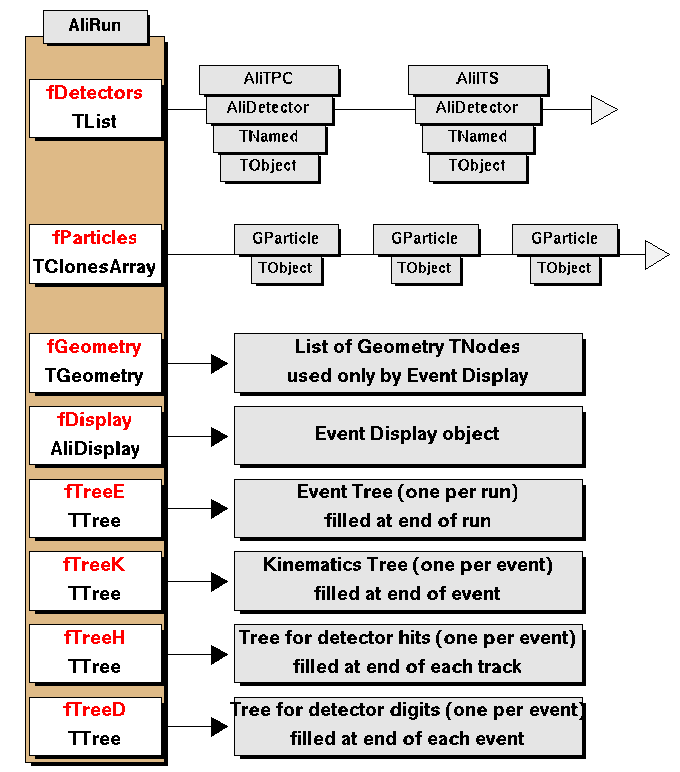 AliRun
fDetectors
TList
AliTPC
AliDetector
TNamed
TObject
AliITS
AliDetector
TNamed
TObject
fParticles
TClonesArray
GParticle
TObject
GParticle
TObject
GParticle
TObject
fGeometry
TGeometry
List of Geometry TNodes
used only by Event Display
fDisplay
AliDisplay
Event Display object
fTreeE
TTree
Event Tree (one per run)
filled at end of run
fTreeK
TTree
Kinematics Tree (one per event)
filled at end of event
fTreeH
TTree
Tree for detector hits (one per event)
filled at end of each track
fTreeD
TTree
Tree for detector digits (one per event)
filled at end of each event